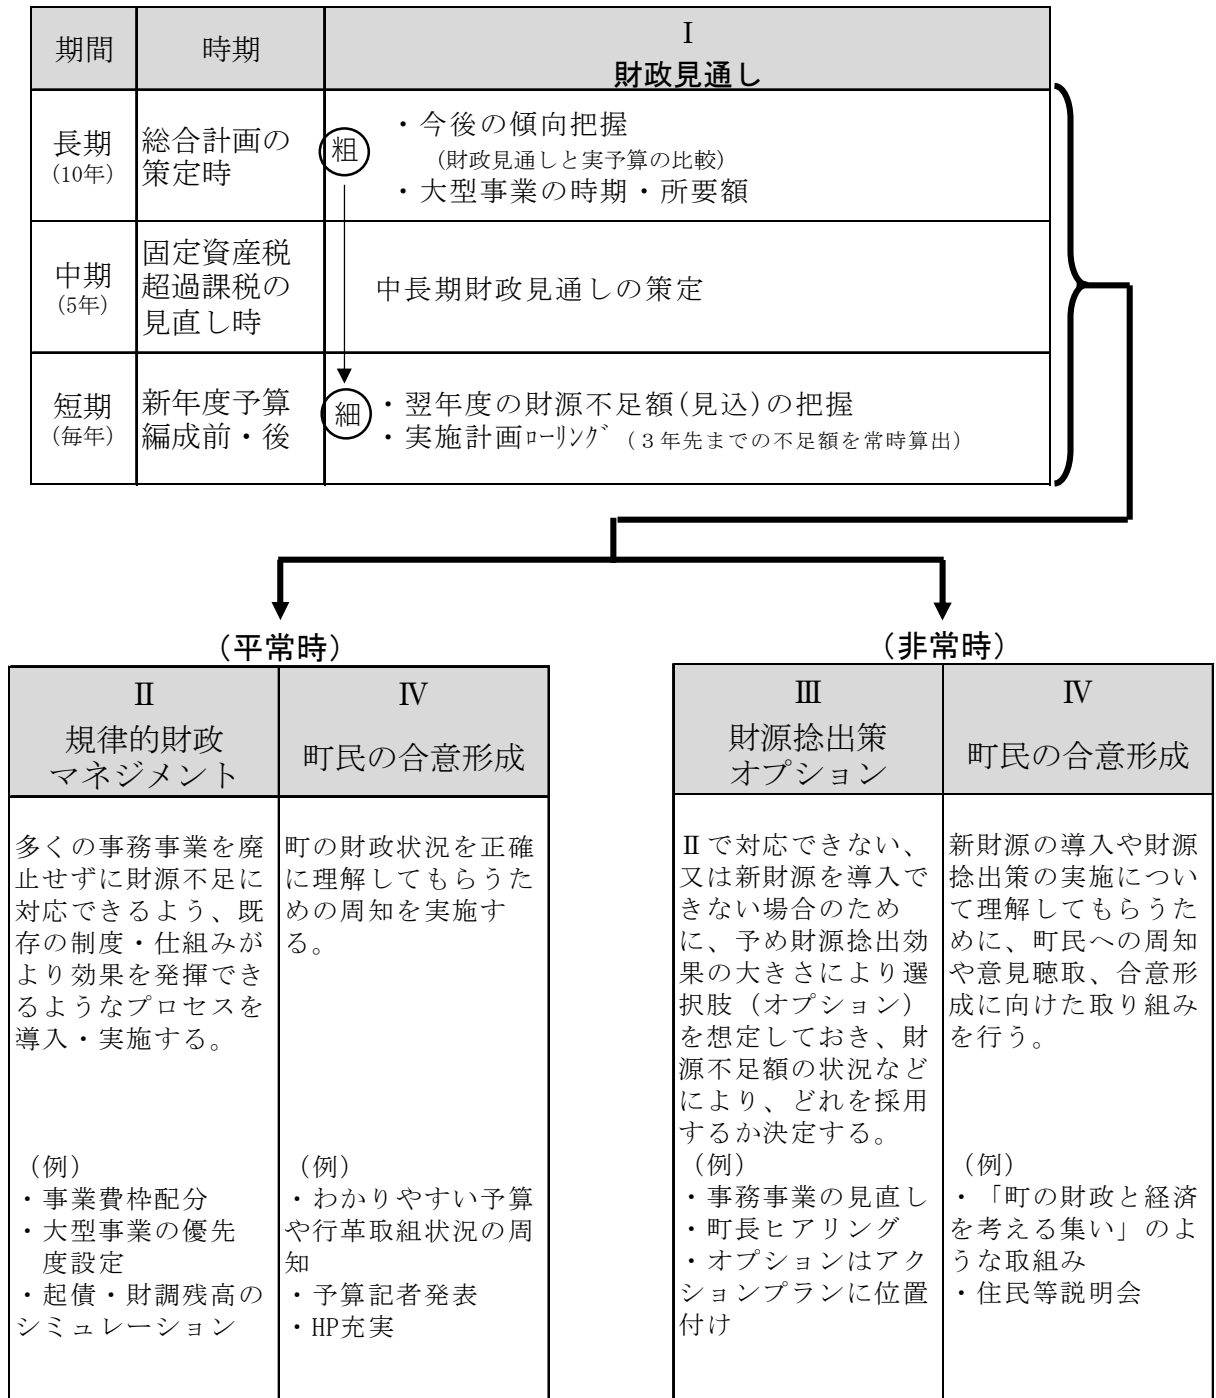 期間
時期
Ⅰ
財政見通し
長期
(10年)
総合計画の
策定時
粗
・今後の傾向把握
(財政見通しと実予算の比較)
・大型事業の時期・所要額
中期
(5年)
固定資産税
超過課税の
見直し時
中長期財政見通しの策定
短期
(毎年)
新年度予算
編成前・後
細
・翌年度の財源不足額(見込)の把握
・実施計画ﾛｰﾘﾝｸﾞ（３年先までの不足額を常時算出）
（平常時）
Ⅱ
規律的財政
マネジメント
Ⅳ
町民の合意形成
多くの事務事業を廃
止せずに財源不足に
対応できるよう、既
存の制度・仕組みが
より効果を発揮でき
るようなプロセスを
導入・実施する。
（例）
・事業費枠配分
・大型事業の優先
度設定
・起債・財調残高の
シミュレーション
町の財政状況を正確
に理解してもらうた
めの周知を実施す
る。
（例）
・わかりやすい予算
や行革取組状況の周
知
・予算記者発表
・HP充実
（非常時）
Ⅲ
財源捻出策
オプション
Ⅳ
町民の合意形成
Ⅱで対応できない、
又は新財源を導入で
きない場合のため
に、予め財源捻出効
果の大きさにより選
択肢（オプション）
を想定しておき、財
源不足額の状況など
により、どれを採用
するか決定する。
（例）
・事務事業の見直し
・町長ヒアリング
・オプションはアク
ションプランに位置
付け
新財源の導入や財源
捻出策の実施につい
て理解してもらうた
めに、町民への周知
や意見聴取、合意形
成に向けた取り組み
を行う。
（例）
・「町の財政と経済
を考える集い」のよ
うな取組み
・住民等説明会